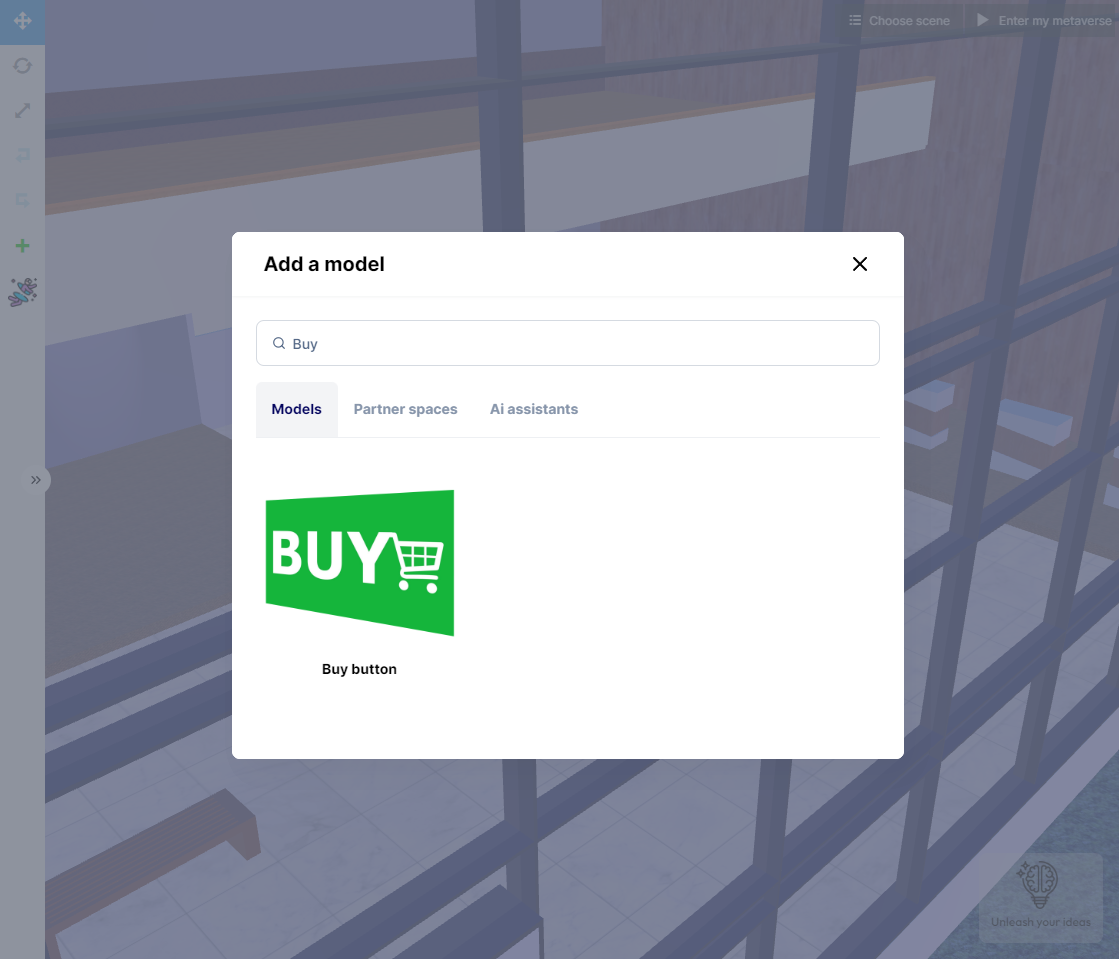 Choose scene
Enter my metaverse
Add a model
Buy
Models
Partner spaces
Ai assistants
BUY
Buy button
Unleash your ideas